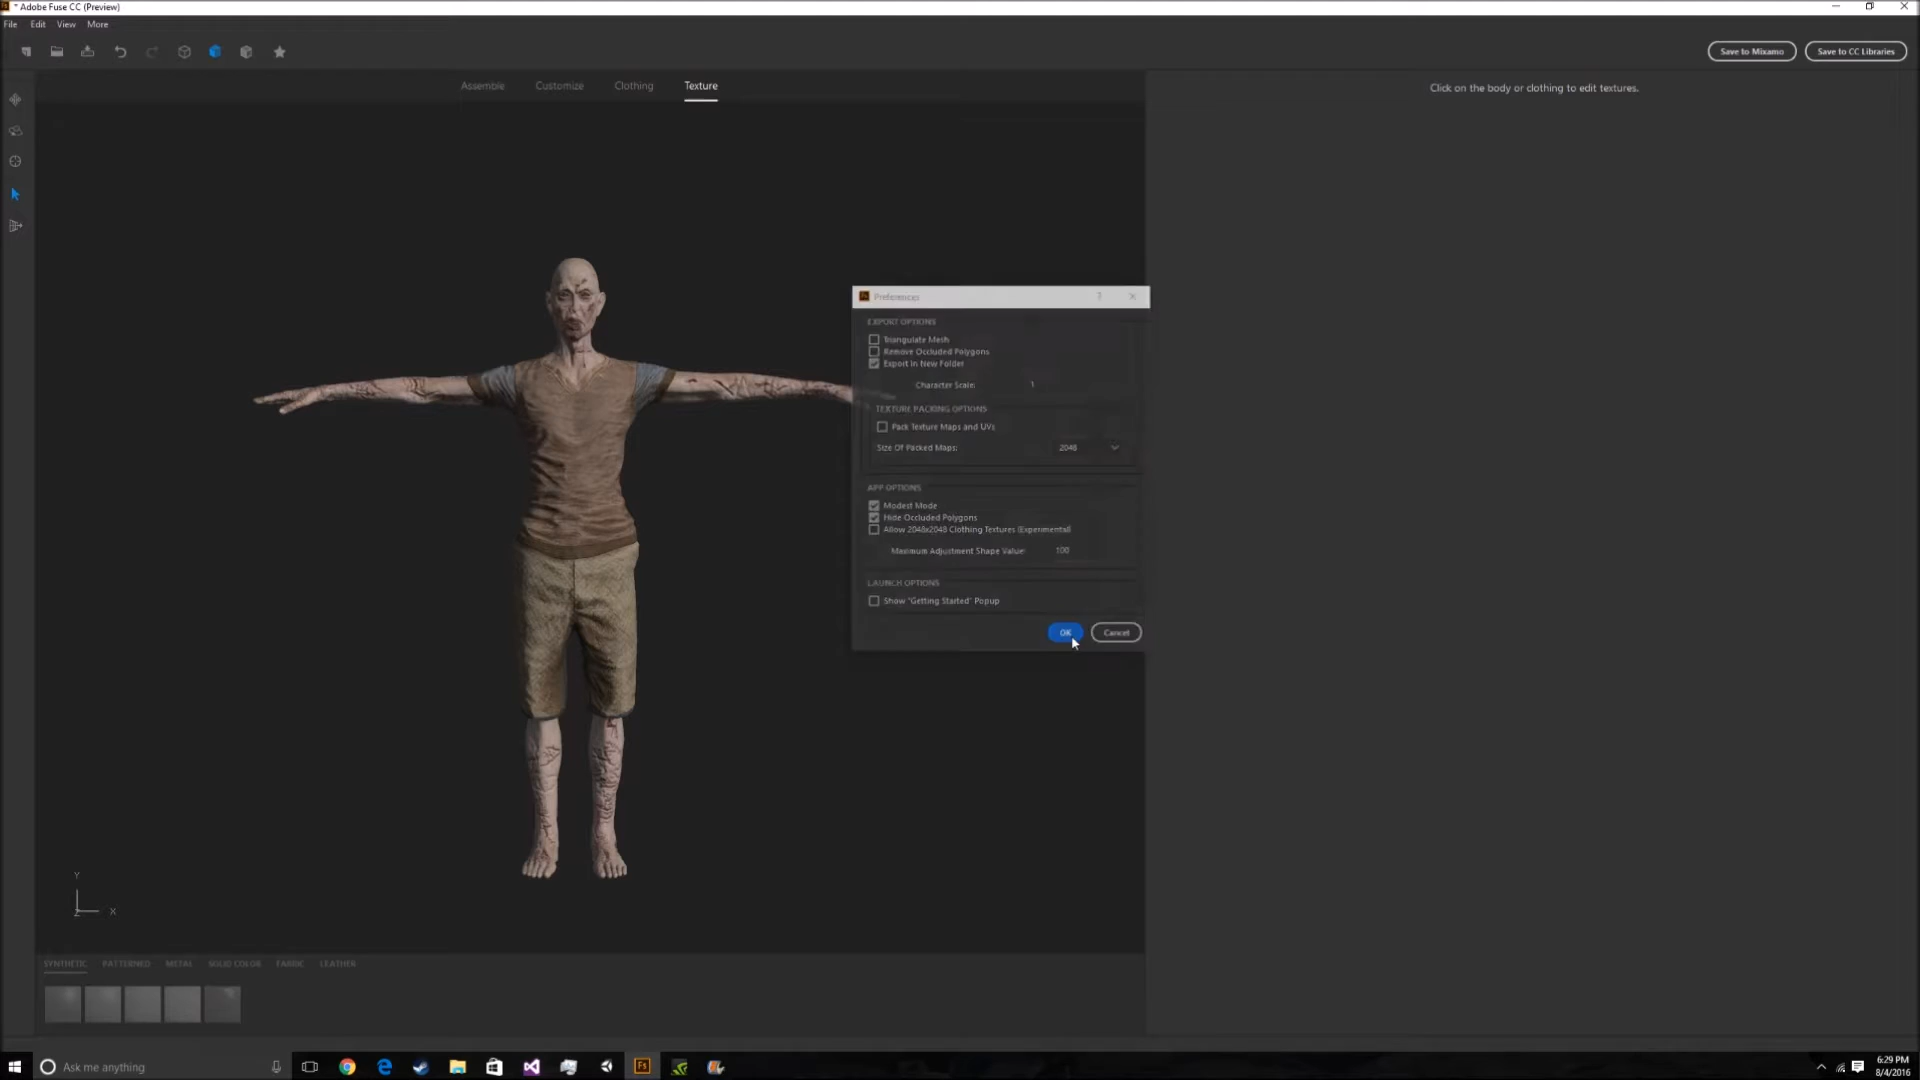 * Adobe Fuse CC (Preview)
File Edit View More
Save to Mixamo Save to CC Libraries
Assemble Customize Clothing Texture
Click on the body or clothing to edit textures.
Preferences ?
EXPORT OPTIONS
Triangulate Mesh
Remove Occluded Polygons
Export In New Folder
Character Scale: 1
TEXTURE PACKING OPTIONS
Pack Texture Maps and UVs
Size Of Packed Maps: 2048
APP OPTIONS
Modest Mode
Hide Occluded Polygons
Allow 2048x2048 Clothing Textures (Experimental)
Maximum Adjustment Shape Value: 100
LAUNCH OPTIONS
Show "Getting Started" Popup
OK Cancel
Y
Z X
SYNTHETIC PATTERNED METAL SOLID COLOR FABRIC LEATHER
Ask me anything
Fs
6:29 PM
8/4/2016